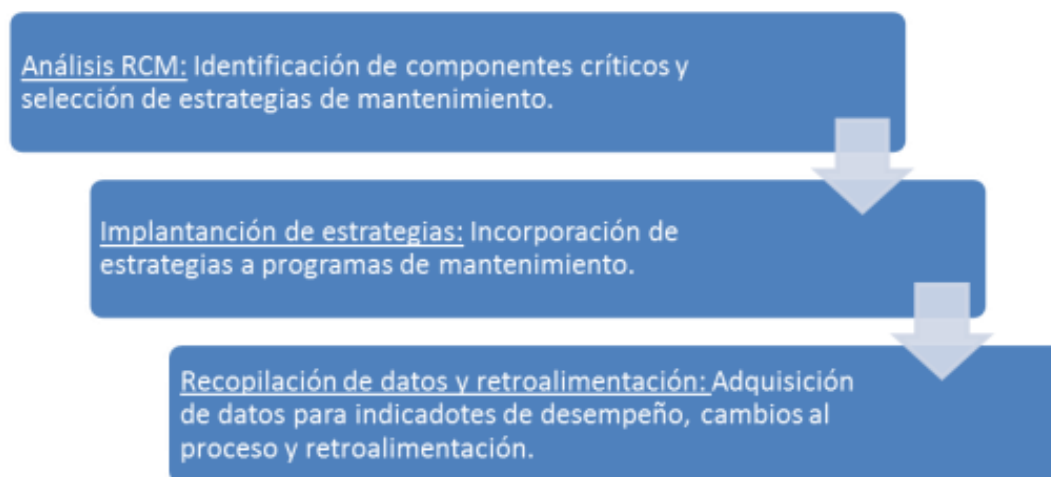 Análisis RCM: Identificación de componentes críticos y
selección de estrategias de mantenimiento.
Implantanción de estrategias: Incorporación de
estrategias a programas de mantenimiento.
Recopilación de datos y retroalimentación: Adquisición
de datos para indicadotes de desempeño, cambios al
proceso y retroalimentación.